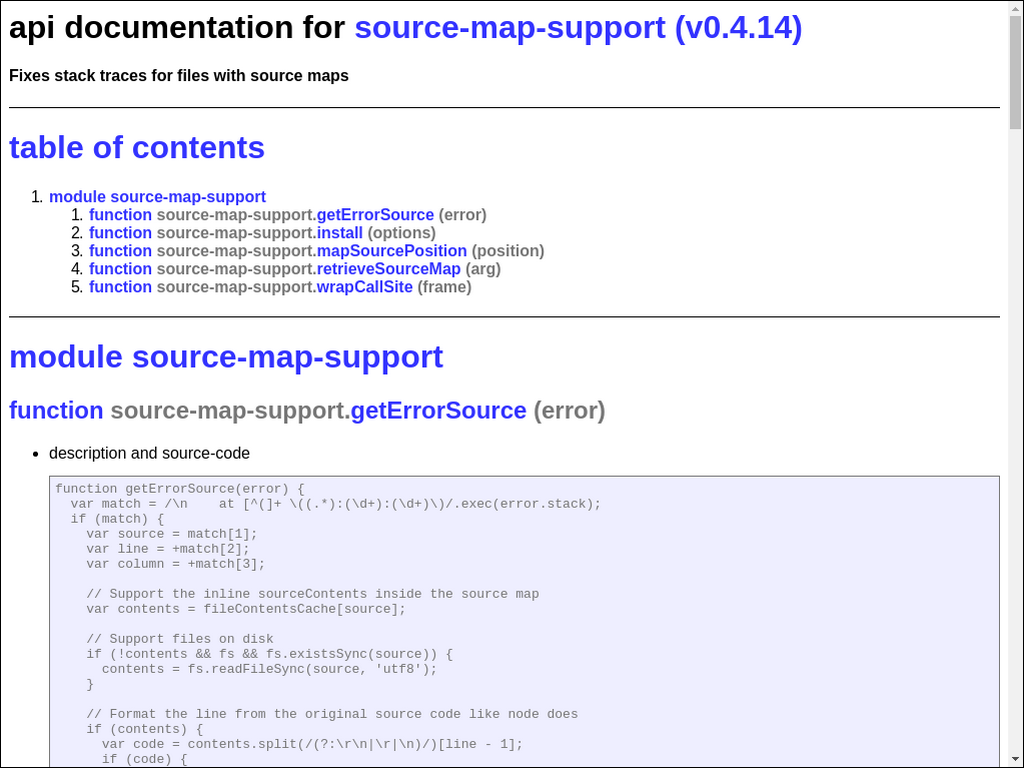 api documentation for source-map-support (v0.4.14)
Fixes stack traces for files with source maps
table of contents
1. module source-map-support
1. function source-map-support.getErrorSource (error)
2. function source-map-support.install (options)
3. function source-map-support.mapSourcePosition (position)
4. function source-map-support.retrieveSourceMap (arg)
5. function source-map-support.wrapCallSite (frame)
module source-map-support
function source-map-support.getErrorSource (error)
• description and source-code
function getErrorSource(error) {
  var match = /\n    at [^(]+ \((.*):(\d+):(\d+)\)/.exec(error.stack);
  if (match) {
    var source = match[1];
    var line = +match[2];
    var column = +match[3];

    // Support the inline sourceContents inside the source map
    var contents = fileContentsCache[source];

    // Support files on disk
    if (!contents && fs && fs.existsSync(source)) {
      contents = fs.readFileSync(source, 'utf8');
    }

    // Format the line from the original source code like node does
    if (contents) {
      var code = contents.split(/(?:\r\n|\r|\n)/)[line - 1];
      if (code) {